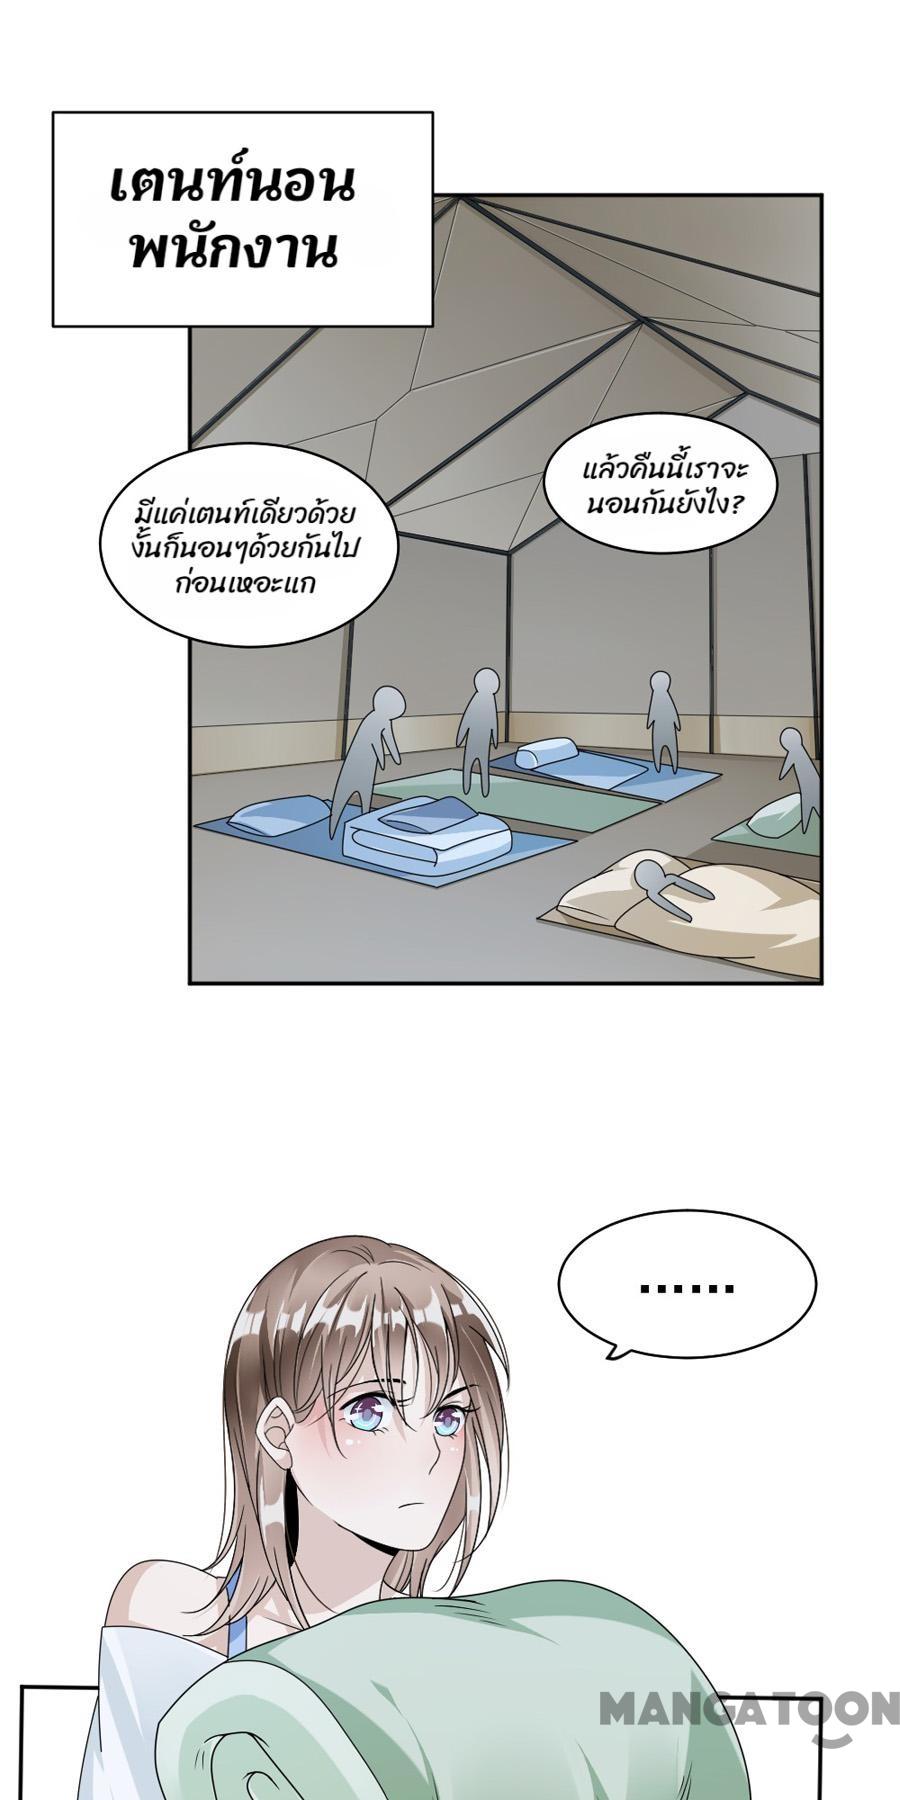 เตนท์นอน
พนักงาน
แล้วคืนนี้เราจะ
นอนกันยังไง?
มีแค่เตนท์เดียวด้วย
งั้นก็นอนๆด้วยกันไป
ก่อนเหอะแก
......
MANGATOON